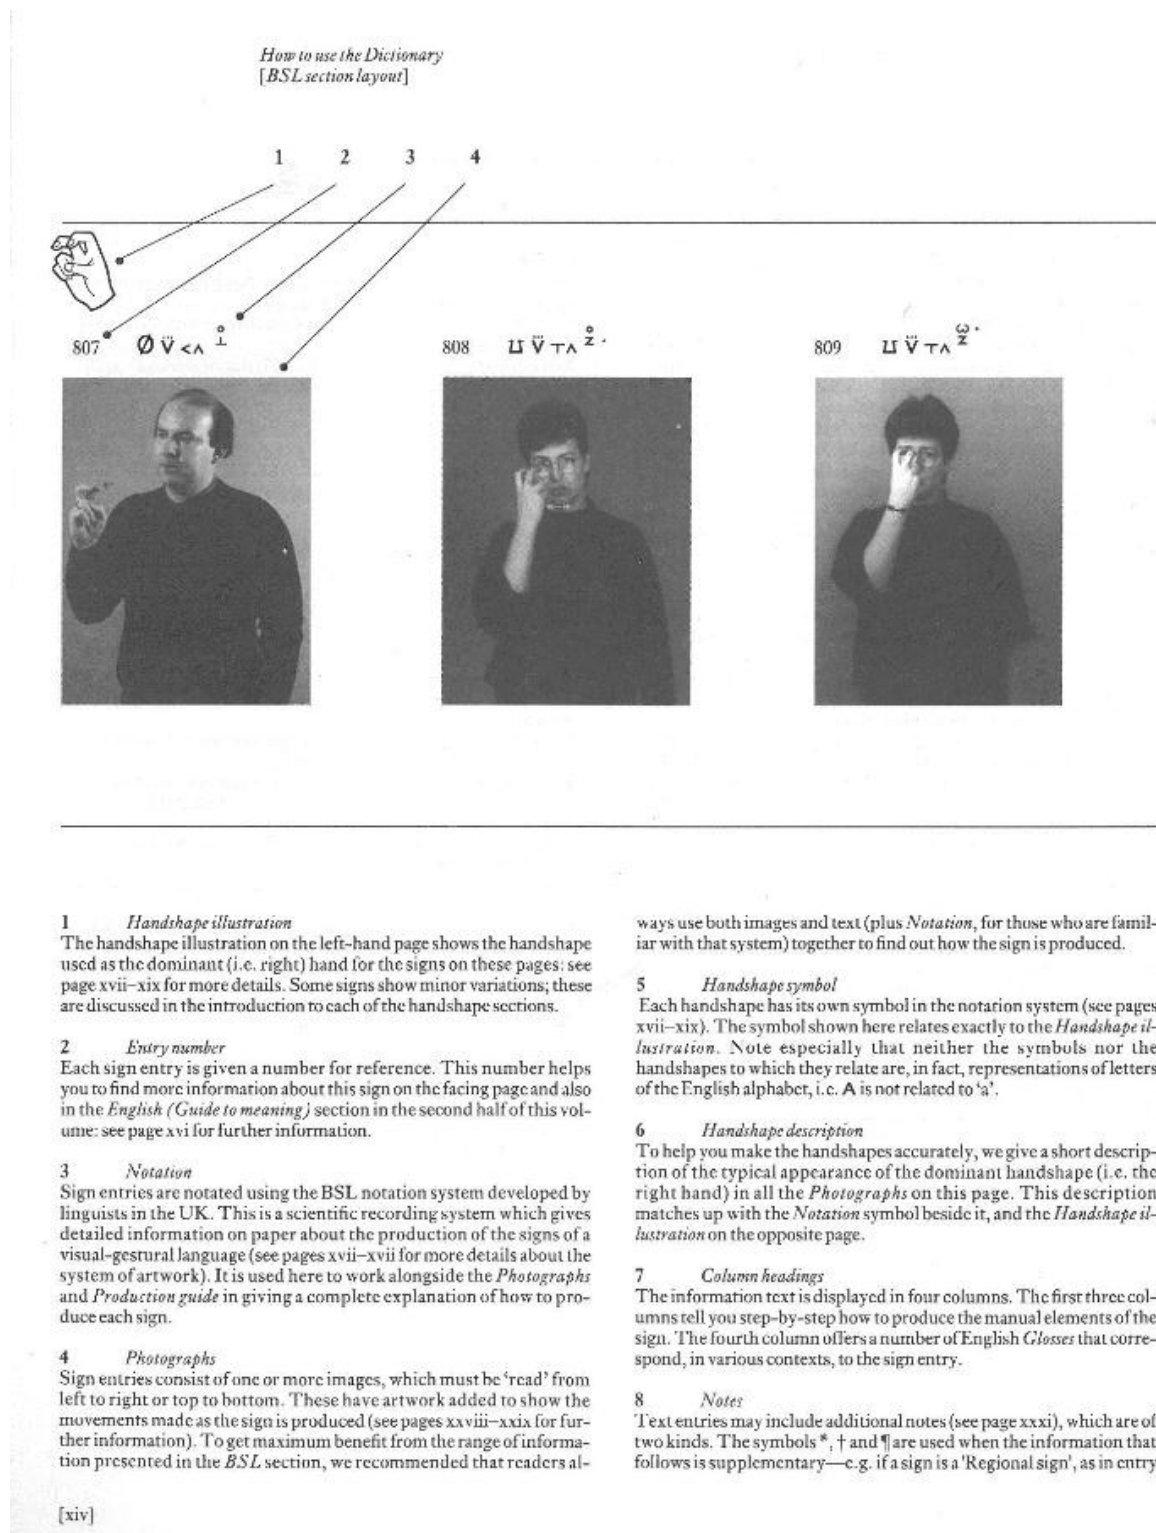 How to use the Dictionary
[BSL section layout]
1 2 3 4
807 Ø V̈ <∧ ⊥̊
808 ⊔ V̈ ⊤∧ z̊ ·
809 ⊔ V̈ ⊤∧ ω z ·
1 Handshape illustration
The handshape illustration on the left-hand page shows the handshape
used as the dominant (i.e. right) hand for the signs on these pages: see
page xvii–xix for more details. Some signs show minor variations; these
are discussed in the introduction to each of the handshape sections.
2 Entry number
Each sign entry is given a number for reference. This number helps
you to find more information about this sign on the facing page and also
in the English (Guide to meaning) section in the second half of this vol-
ume: see page xvi for further information.
3 Notation
Sign entries are notated using the BSL notation system developed by
linguists in the UK. This is a scientific recording system which gives
detailed information on paper about the production of the signs of a
visual-gestural language (see pages xvii–xvii for more details about the
system of artwork). It is used here to work alongside the Photographs
and Production guide in giving a complete explanation of how to pro-
duce each sign.
4 Photographs
Sign entries consist of one or more images, which must be 'read' from
left to right or top to bottom. These have artwork added to show the
movements made as the sign is produced (see pages xxviii–xxix for fur-
ther information). To get maximum benefit from the range of informa-
tion presented in the BSL section, we recommended that readers al-
ways use both images and text (plus Notation, for those who are famil-
iar with that system) together to find out how the sign is produced.
5 Handshape symbol
Each handshape has its own symbol in the notation system (see pages
xvii–xix). The symbol shown here relates exactly to the Handshape il-
lustration. Note especially that neither the symbols nor the
handshapes to which they relate are, in fact, representations of letters
of the English alphabet, i.e. A is not related to 'a'.
6 Handshape description
To help you make the handshapes accurately, we give a short descrip-
tion of the typical appearance of the dominant handshape (i.e. the
right hand) in all the Photographs on this page. This description
matches up with the Notation symbol beside it, and the Handshape il-
lustration on the opposite page.
7 Column headings
The information text is displayed in four columns. The first three col-
umns tell you step-by-step how to produce the manual elements of the
sign. The fourth column offers a number of English Glosses that corre-
spond, in various contexts, to the sign entry.
8 Notes
Text entries may include additional notes (see page xxxi), which are of
two kinds. The symbols *, † and ¶ are used when the information that
follows is supplementary—e.g. if a sign is a 'Regional sign', as in entry
[xiv]